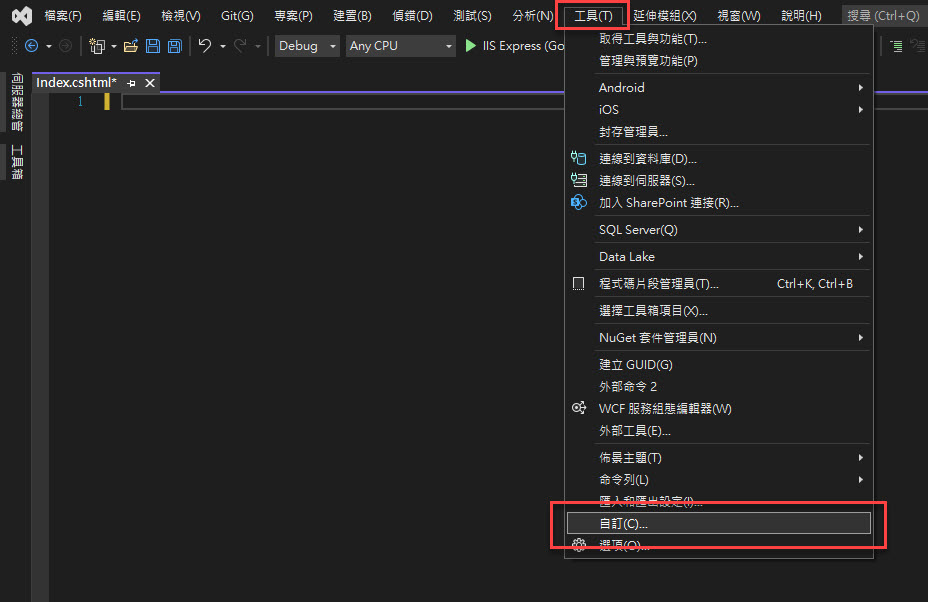 檔案(F) 編輯(E) 檢視(V) Git(G) 專案(P) 建置(B) 偵錯(D) 測試(S) 分析(N) 工具(T) 延伸模組(X) 視窗(W) 說明(H) 搜尋 (Ctrl+Q)
Debug Any CPU IIS Express (Go
伺服器總管
工具箱
Index.cshtml*
1
取得工具與功能(T)...
管理與預覽功能(P)
Android
iOS
封存管理員...
連線到資料庫(D)...
連線到伺服器(S)...
加入 SharePoint 連接(R)...
SQL Server(Q)
Data Lake
程式碼片段管理員(T)... Ctrl+K, Ctrl+B
選擇工具箱項目(X)...
NuGet 套件管理員(N)
建立 GUID(G)
外部命令 2
WCF 服務組態編輯器(W)
外部工具(E)...
佈景主題(T)
命令列(L)
匯入和匯出設定(I)...
自訂(C)...
選項(O)...